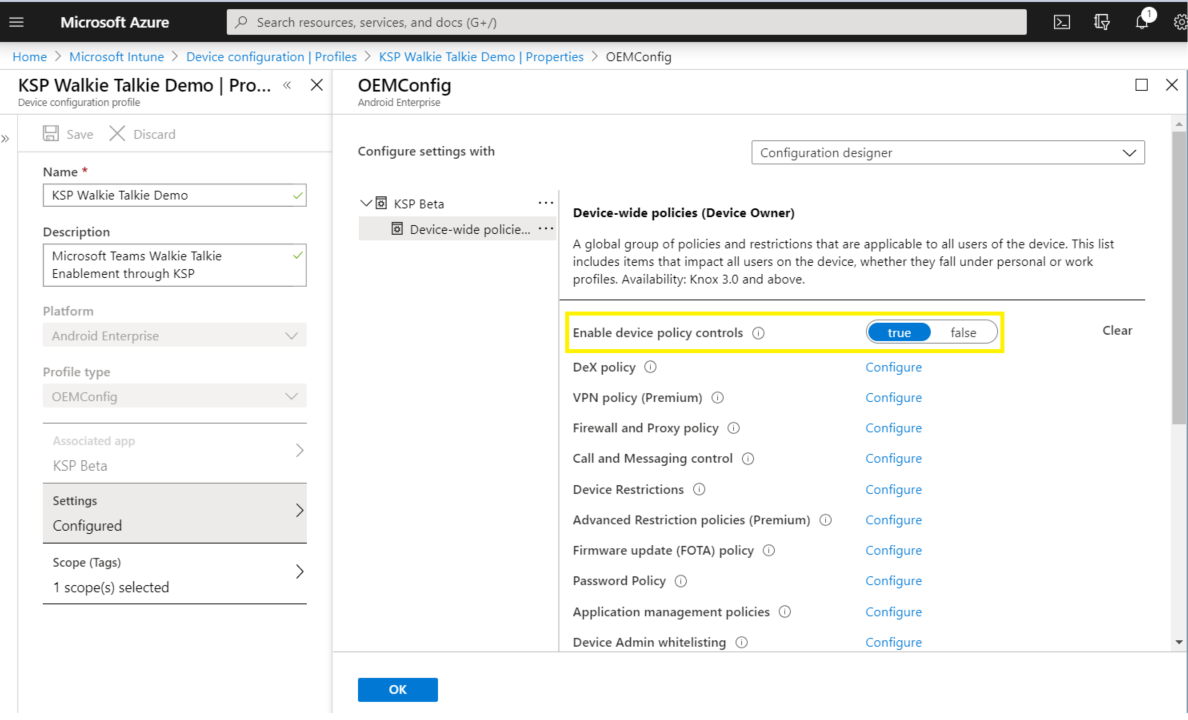 Microsoft Azure
Search resources, services, and docs (G+/)
1
Home > Microsoft Intune > Device configuration | Profiles > KSP Walkie Talkie Demo | Properties > OEMConfig
KSP Walkie Talkie Demo | Pro...
Device configuration profile
Save
Discard
Name *
KSP Walkie Talkie Demo
Description
Microsoft Teams Walkie Talkie
Enablement through KSP
Platform
Android Enterprise
Profile type
OEMConfig
Associated app
KSP Beta
Settings
Configured
Scope (Tags)
1 scope(s) selected
OEMConfig
Android Enterprise
Configure settings with
Configuration designer
KSP Beta ...
Device-wide policie... ...
Device-wide policies (Device Owner)
A global group of policies and restrictions that are applicable to all users of the device. This list
includes items that impact all users on the device, whether they fall under personal or work
profiles. Availability: Knox 3.0 and above.
Enable device policy controls true false Clear
DeX policy Configure
VPN policy (Premium) Configure
Firewall and Proxy policy Configure
Call and Messaging control Configure
Device Restrictions Configure
Advanced Restriction policies (Premium) Configure
Firmware update (FOTA) policy Configure
Password Policy Configure
Application management policies Configure
Device Admin whitelisting Configure
OK